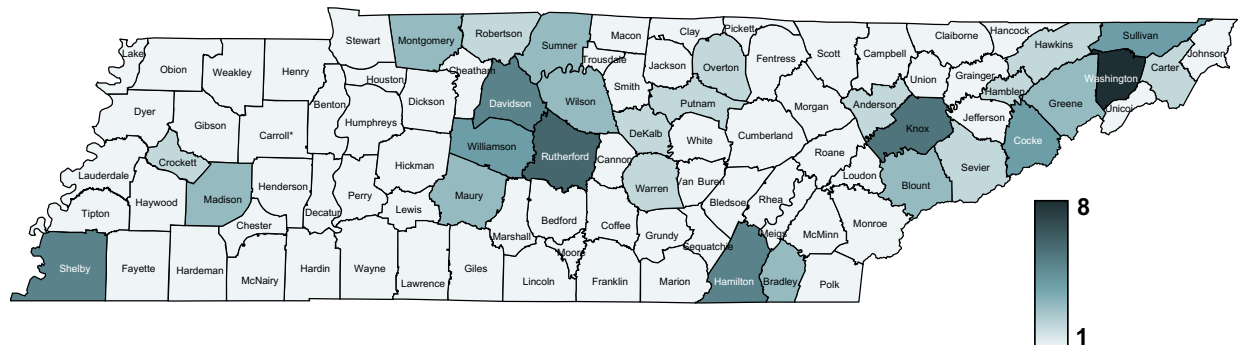 Lake
Obion
Weakley
Henry
Stewart
Montgomery
Robertson
Sumner
Macon
Clay
Pickett
Scott
Campbell
Claiborne
Hancock
Hawkins
Sullivan
Johnson
Trousdale
Houston
Cheatham
Jackson
Overton
Fentress
Union
Grainger
Washington
Carter
Dyer
Gibson
Carroll*
Benton
Humphreys
Dickson
Davidson
Wilson
Smith
Putnam
Morgan
Anderson
Hamblen
Greene
Unicoi
Crockett
Williamson
Rutherford
DeKalb
White
Cumberland
Knox
Jefferson
Cocke
Lauderdale
Haywood
Madison
Henderson
Decatur
Perry
Hickman
Maury
Cannon
Warren
Van Buren
Roane
Loudon
Blount
Sevier
Tipton
Chester
Lewis
Marshall
Bedford
Coffee
Grundy
Bledsoe
Rhea
Meigs
McMinn
Monroe
Sequatchie
Moore
Shelby
Fayette
Hardeman
McNairy
Hardin
Wayne
Lawrence
Giles
Lincoln
Franklin
Marion
Hamilton
Bradley
Polk
8
1